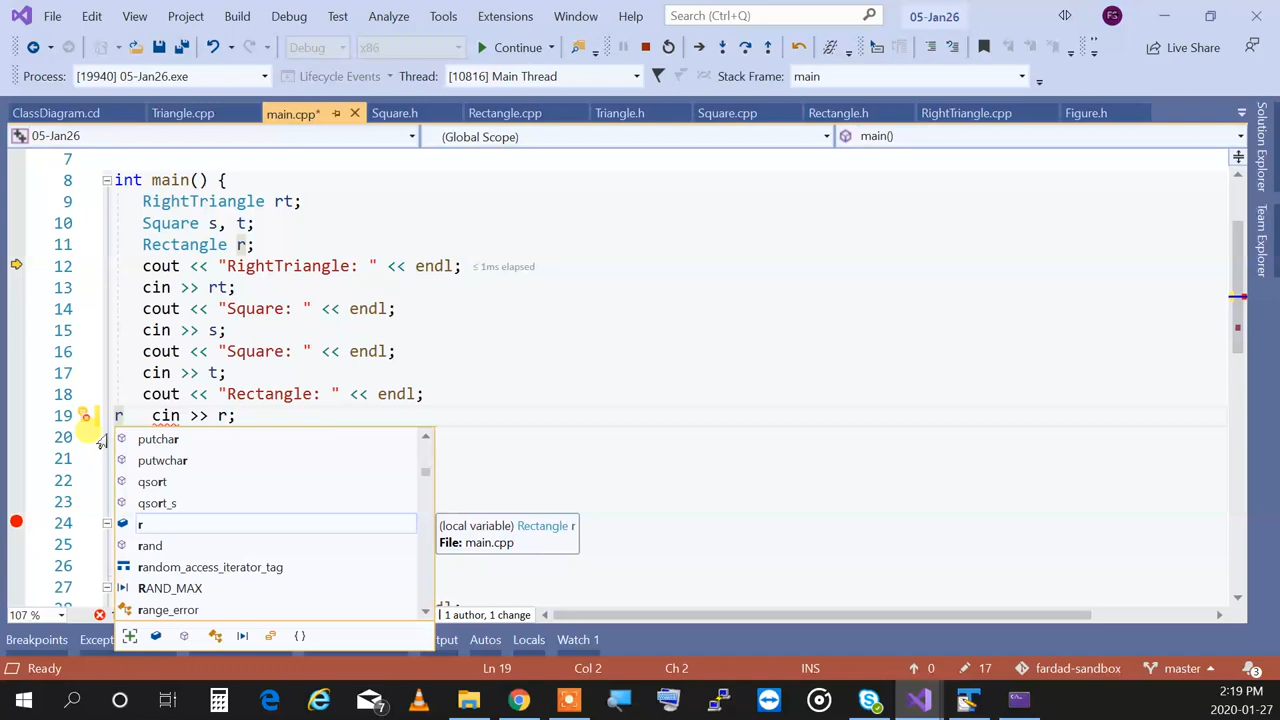 File Edit View Project Build Debug Test Analyze Tools Extensions Window Help Search (Ctrl+Q) 05-Jan26 FS
Debug x86 Continue Live Share
Process: [19940] 05-Jan26.exe Lifecycle Events Thread: [10816] Main Thread Stack Frame: main
ClassDiagram.cd Triangle.cpp main.cpp* Square.h Rectangle.cpp Triangle.h Square.cpp Rectangle.h RightTriangle.cpp Figure.h
05-Jan26 (Global Scope) main()
Solution Explorer
Team Explorer
7
8 int main() {
9 RightTriangle rt;
10 Square s, t;
11 Rectangle r;
12 cout << "RightTriangle: " << endl; ≤ 1ms elapsed
13 cin >> rt;
14 cout << "Square: " << endl;
15 cin >> s;
16 cout << "Square: " << endl;
17 cin >> t;
18 cout << "Rectangle: " << endl;
19 r cin >> r;
20 putchar
21 putwchar
22 qsort
23 qsort_s
24 r (local variable) Rectangle r
File: main.cpp
25 rand
26 random_access_iterator_tag
27 RAND_MAX
28 range_error
107 % 1 author, 1 change
Breakpoints Autos Locals Watch 1
Ready Ln 19 Col 2 Ch 2 INS 0 17 fardad-sandbox master 3
7 2:19 PM
2020-01-27